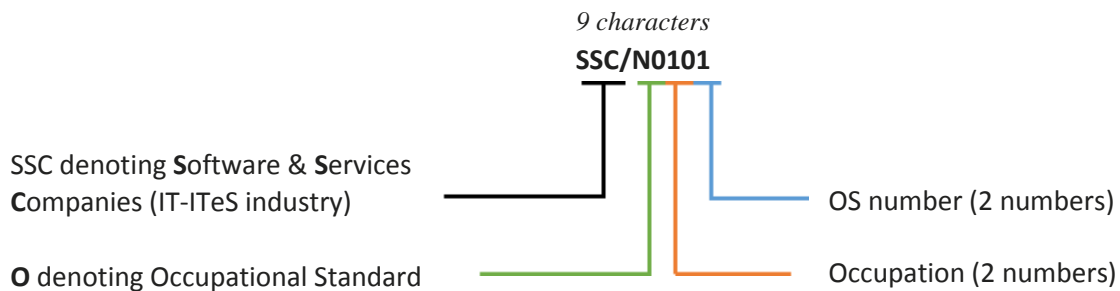 9 characters
SSC/N0101
SSC denoting Software & Services
Companies (IT-ITeS industry)
OS number (2 numbers)
O denoting Occupational Standard
Occupation (2 numbers)